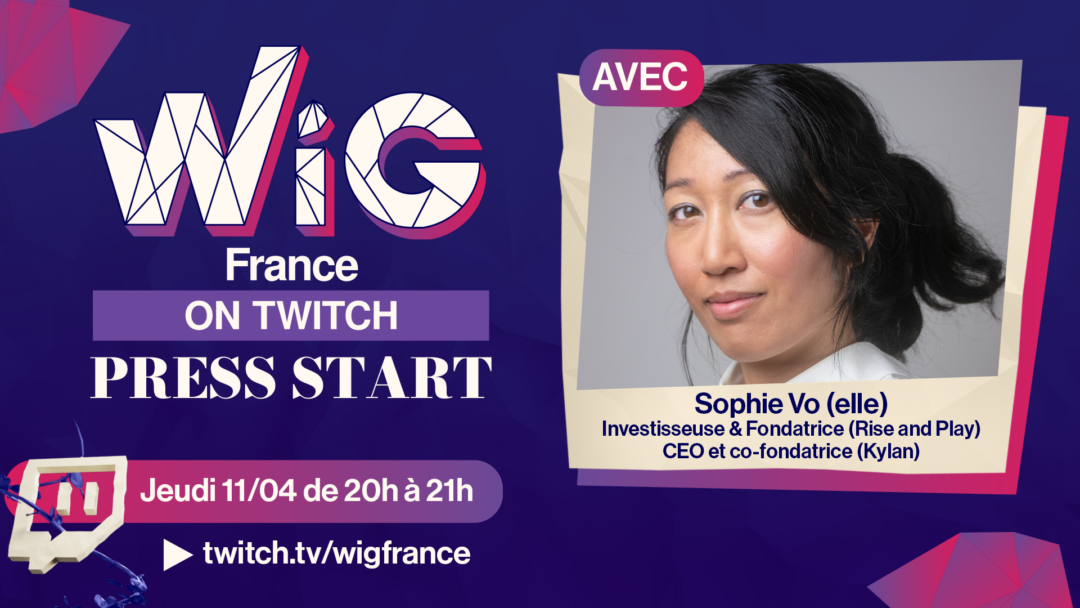 WiG
France
ON TWITCH
PRESS START
Jeudi 11/04 de 20h à 21h
twitch.tv/wigfrance
AVEC
Sophie Vo (elle)
Investisseuse & Fondatrice (Rise and Play)
CEO et co-fondatrice (Kylan)